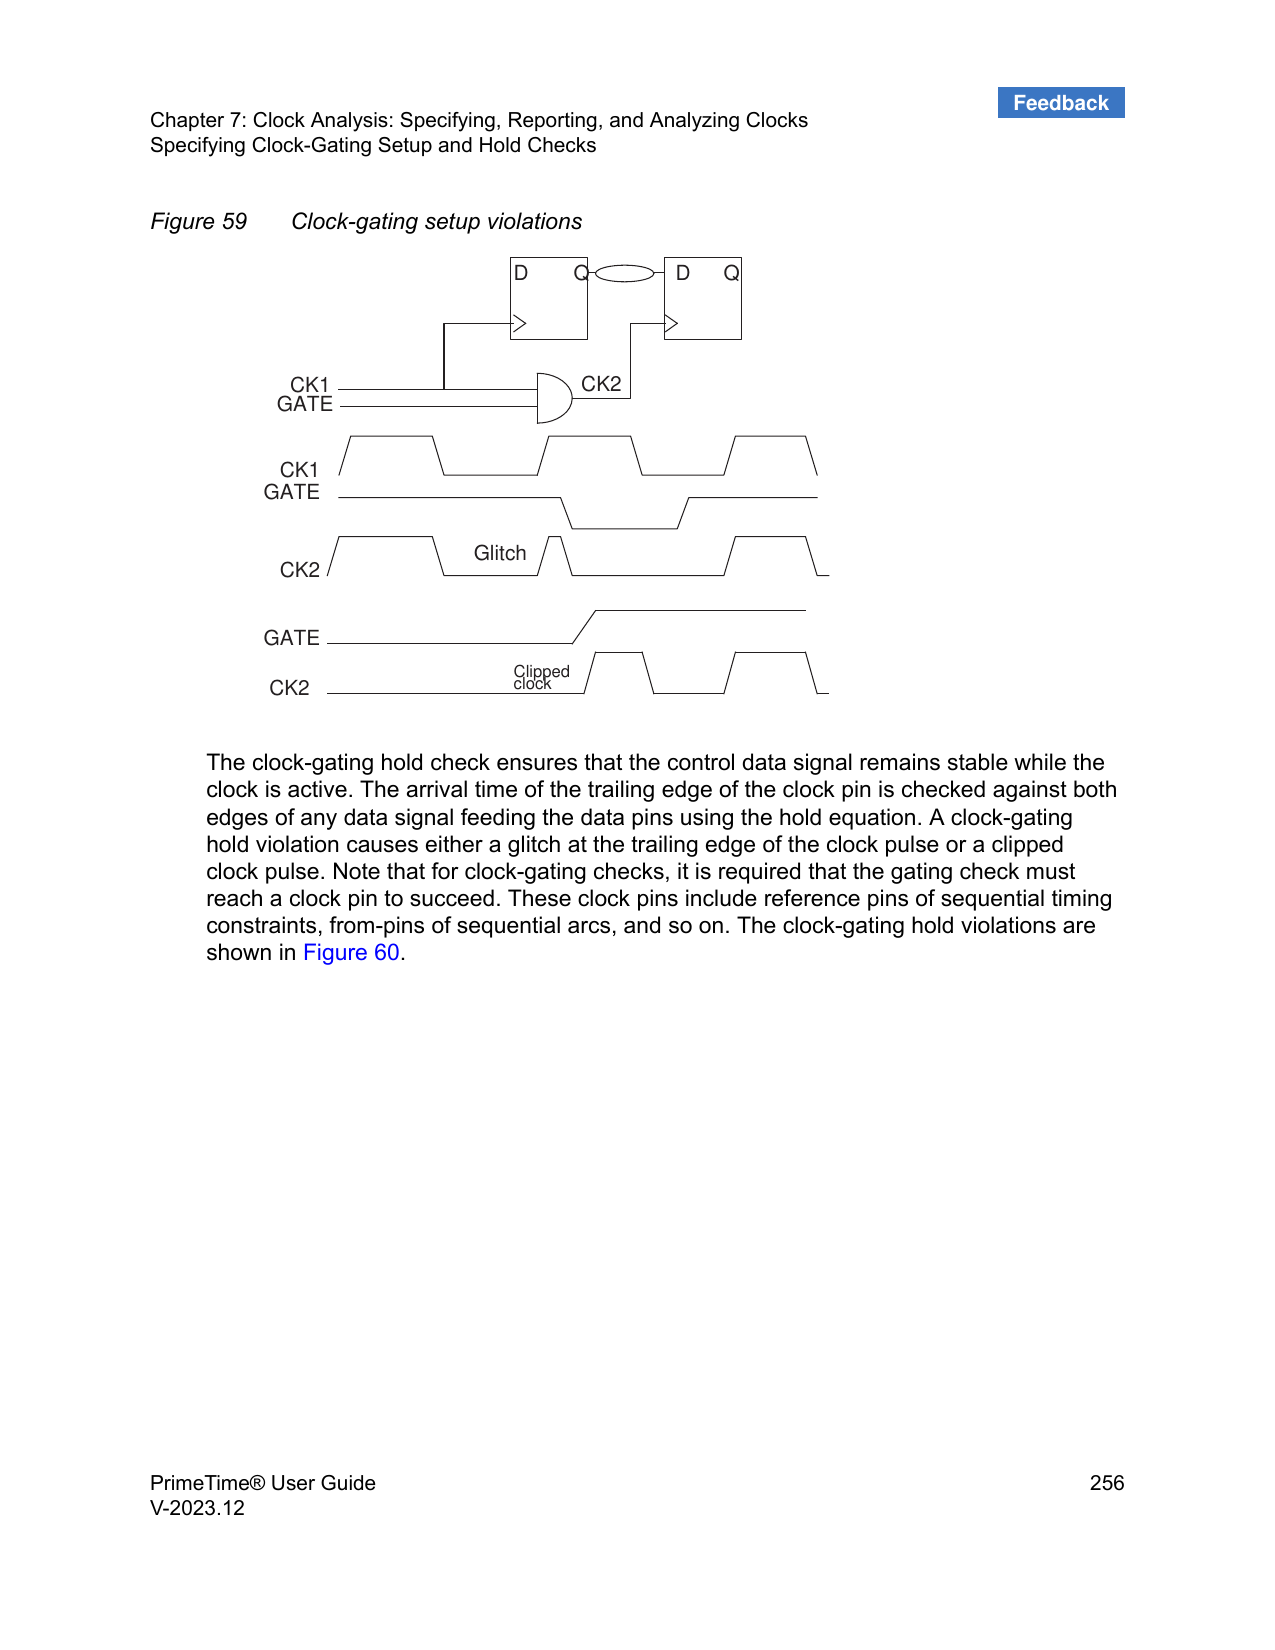 Feedback
Chapter 7: Clock Analysis: Specifying, Reporting, and Analyzing Clocks
Specifying Clock-Gating Setup and Hold Checks
Figure 59 Clock-gating setup violations
D Q D Q
CK1 CK2
GATE
CK1
GATE
Glitch
CK2
GATE
Clipped
clock
CK2
The clock-gating hold check ensures that the control data signal remains stable while the
clock is active. The arrival time of the trailing edge of the clock pin is checked against both
edges of any data signal feeding the data pins using the hold equation. A clock-gating
hold violation causes either a glitch at the trailing edge of the clock pulse or a clipped
clock pulse. Note that for clock-gating checks, it is required that the gating check must
reach a clock pin to succeed. These clock pins include reference pins of sequential timing
constraints, from-pins of sequential arcs, and so on. The clock-gating hold violations are
shown in Figure 60.
PrimeTime® User Guide 256
V-2023.12